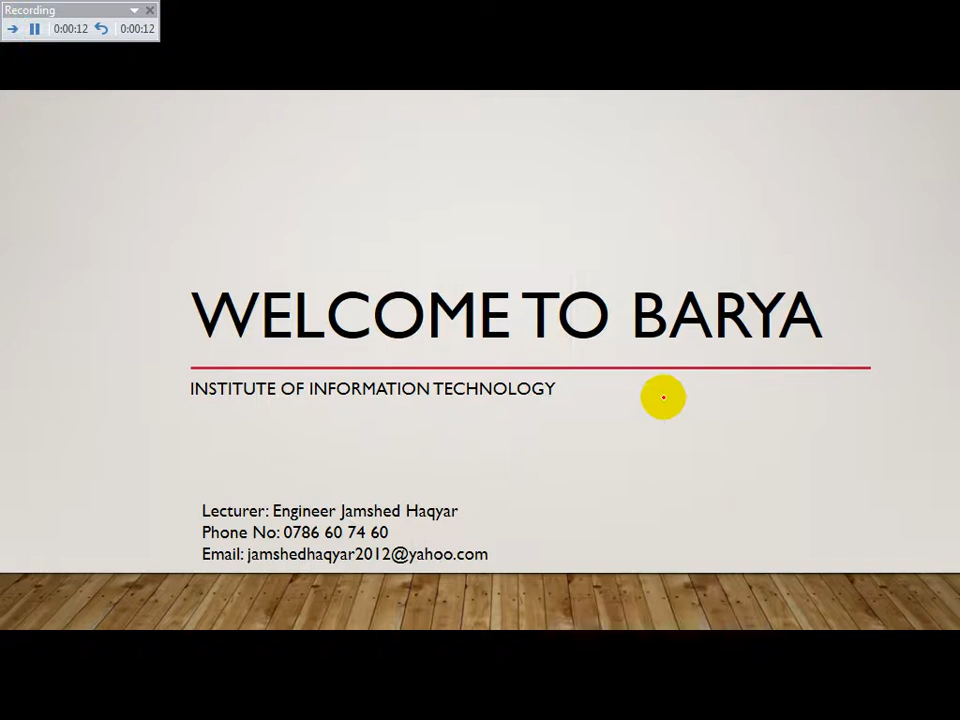 Recording
0:00:12 0:00:12
WELCOME TO BARYA
INSTITUTE OF INFORMATION TECHNOLOGY
Lecturer: Engineer Jamshed Haqyar
Phone No: 0786 60 74 60
Email: jamshedhaqyar2012@yahoo.com